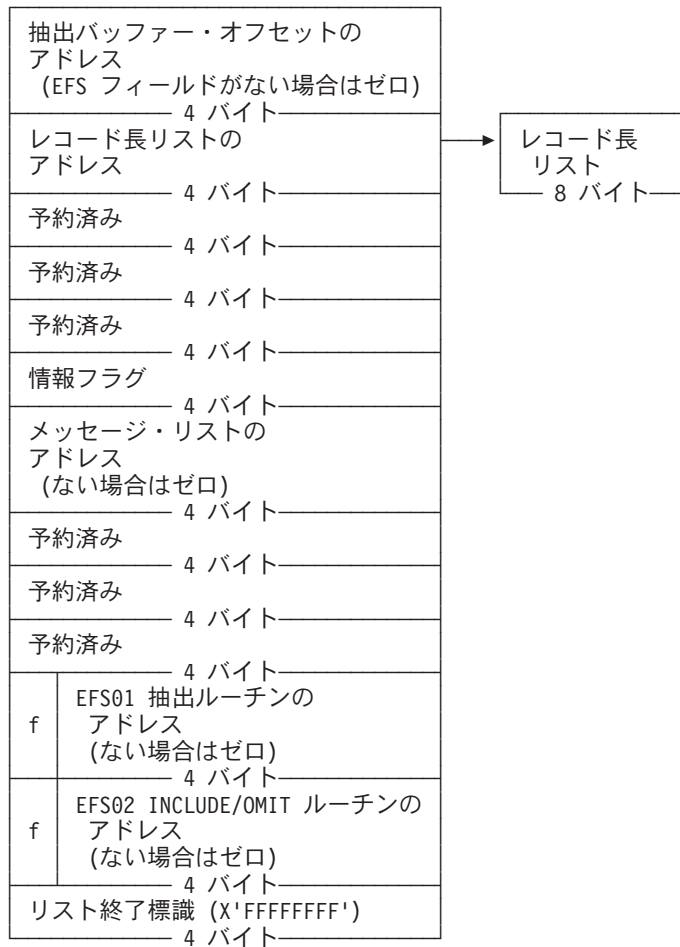 抽出バッファー・オフセットの
アドレス
(EFS フィールドがない場合はゼロ)
4 バイト
レコード長リストの
アドレス
4 バイト
レコード長
リスト
8 バイト
予約済み
4 バイト
予約済み
4 バイト
予約済み
4 バイト
情報フラグ
4 バイト
メッセージ・リストの
アドレス
(ない場合はゼロ)
4 バイト
予約済み
4 バイト
予約済み
4 バイト
予約済み
4 バイト
f
EFS01 抽出ルーチンの
アドレス
(ない場合はゼロ)
4 バイト
f
EFS02 INCLUDE/OMIT ルーチンの
アドレス
(ない場合はゼロ)
4 バイト
リスト終了標識 (X'FFFFFFFF')
4 バイト